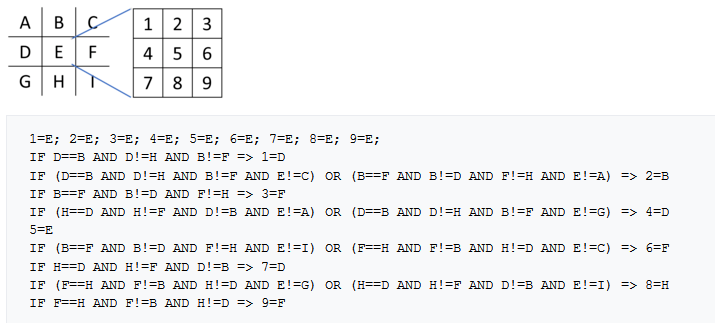 A B C 1 2 3
D E F 4 5 6
G H I 7 8 9
1=E; 2=E; 3=E; 4=E; 5=E; 6=E; 7=E; 8=E; 9=E;
IF D==B AND D!=H AND B!=F => 1=D
IF (D==B AND D!=H AND B!=F AND E!=C) OR (B==F AND B!=D AND F!=H AND E!=A) => 2=B
IF B==F AND B!=D AND F!=H => 3=F
IF (H==D AND H!=F AND D!=B AND E!=A) OR (D==B AND D!=H AND B!=F AND E!=G) => 4=D
5=E
IF (B==F AND B!=D AND F!=H AND E!=I) OR (F==H AND F!=B AND H!=D AND E!=C) => 6=F
IF H==D AND H!=F AND D!=B => 7=D
IF (F==H AND F!=B AND H!=D AND E!=G) OR (H==D AND H!=F AND D!=B AND E!=I) => 8=H
IF F==H AND F!=B AND H!=D => 9=F